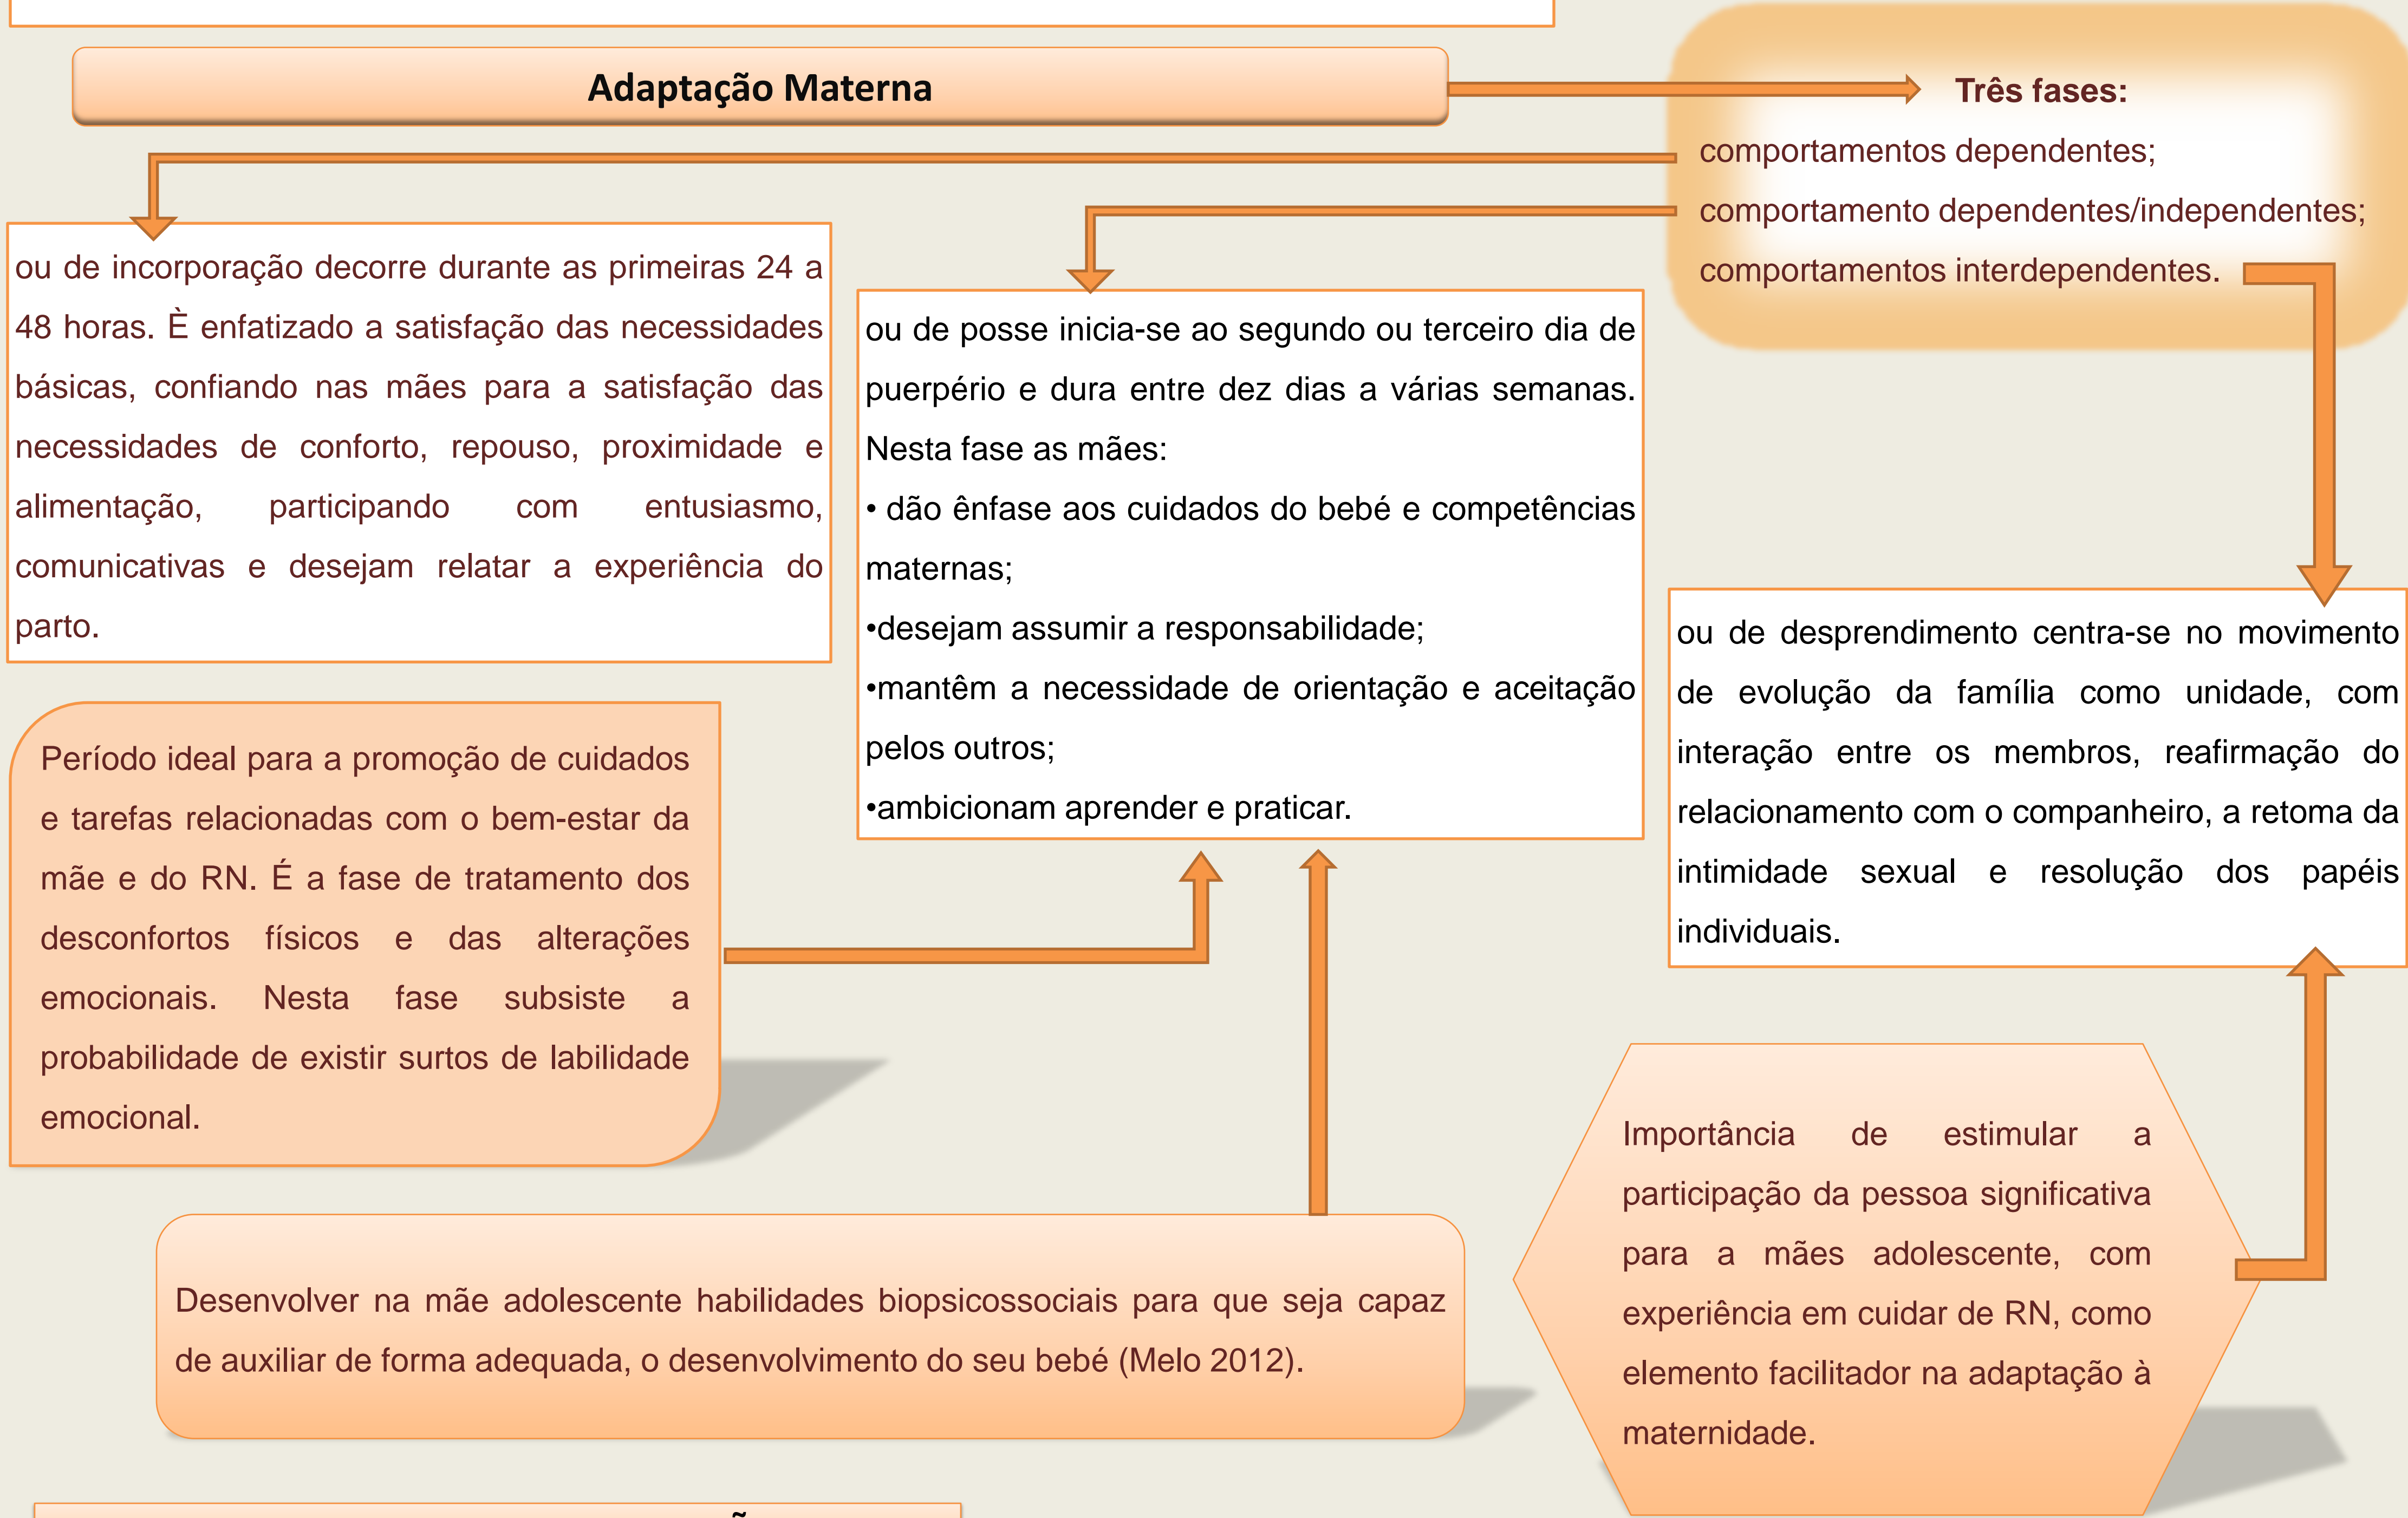 Adaptação Materna
Três fases:
comportamentos dependentes;
comportamento dependentes/independentes;
comportamentos interdependentes.
ou de incorporação decorre durante as primeiras 24 a
48 horas. È enfatizado a satisfação das necessidades
básicas, confiando nas mães para a satisfação das
necessidades de conforto, repouso, proximidade e
alimentação, participando com entusiasmo,
comunicativas e desejam relatar a experiência do
parto.
ou de posse inicia-se ao segundo ou terceiro dia de
puerpério e dura entre dez dias a várias semanas.
Nesta fase as mães:
• dão ênfase aos cuidados do bebé e competências
maternas;
•desejam assumir a responsabilidade;
•mantêm a necessidade de orientação e aceitação
pelos outros;
•ambicionam aprender e praticar.
ou de desprendimento centra-se no movimento
de evolução da família como unidade, com
interação entre os membros, reafirmação do
relacionamento com o companheiro, a retoma da
intimidade sexual e resolução dos papéis
individuais.
Período ideal para a promoção de cuidados
e tarefas relacionadas com o bem-estar da
mãe e do RN. É a fase de tratamento dos
desconfortos físicos e das alterações
emocionais. Nesta fase subsiste a
probabilidade de existir surtos de labilidade
emocional.
Importância de estimular a
participação da pessoa significativa
para a mães adolescente, com
experiência em cuidar de RN, como
elemento facilitador na adaptação à
maternidade.
Desenvolver na mãe adolescente habilidades biopsicossociais para que seja capaz
de auxiliar de forma adequada, o desenvolvimento do seu bebé (Melo 2012).